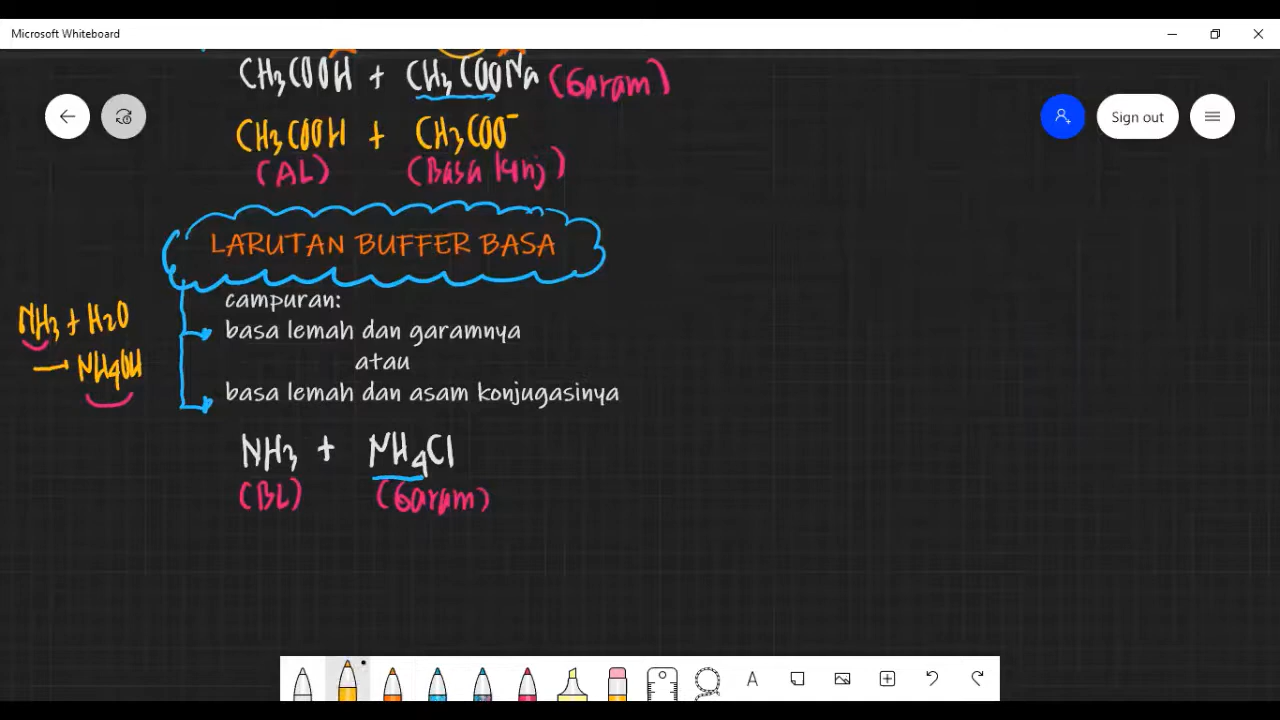 Microsoft Whiteboard
CH3COOH + CH3COONa (Garam)
CH3COOH + CH3COO⁻
(AL) (Basa konj)
Sign out
LARUTAN BUFFER BASA
campuran:
NH3 + H2O
basa lemah dan garamnya
atau
→ NH4OH
basa lemah dan asam konjugasinya
NH3 + NH4Cl
(BL) (Garam)
A